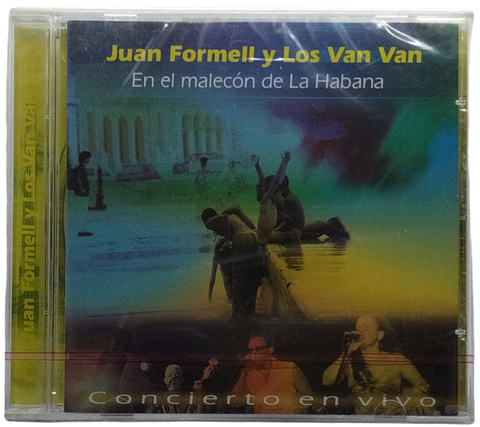 Juan Formell y Los Van Van
En el malecón de La Habana
Juan Formell y Los Van Van
Concierto en vivo